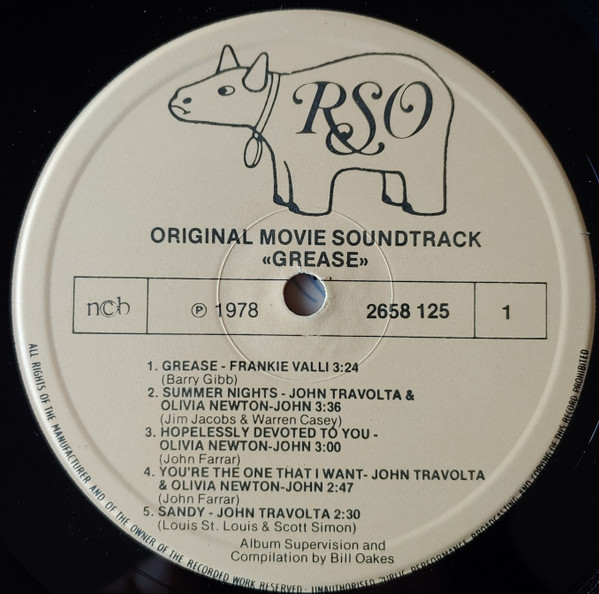 RSO
ORIGINAL MOVIE SOUNDTRACK
«GREASE»
ncb ℗ 1978 2658 125 1
1. GREASE - FRANKIE VALLI 3:24
(Barry Gibb)
2. SUMMER NIGHTS - JOHN TRAVOLTA &
OLIVIA NEWTON-JOHN 3:36
(Jim Jacobs & Warren Casey)
3. HOPELESSLY DEVOTED TO YOU -
OLIVIA NEWTON-JOHN 3:00
(John Farrar)
4. YOU'RE THE ONE THAT I WANT- JOHN TRAVOLTA
& OLIVIA NEWTON-JOHN 2:47
(John Farrar)
5. SANDY - JOHN TRAVOLTA 2:30
(Louis St. Louis & Scott Simon)
Album Supervision and
Compilation by Bill Oakes
ALL RIGHTS OF THE MANUFACTURER AND OF THE OWNER OF THE RECORDED WORK RESERVED- UNAUTHORISED PUBLIC PERFORMANCE, BROADCASTING AND COPYING OF THIS RECORD PROHIBITED